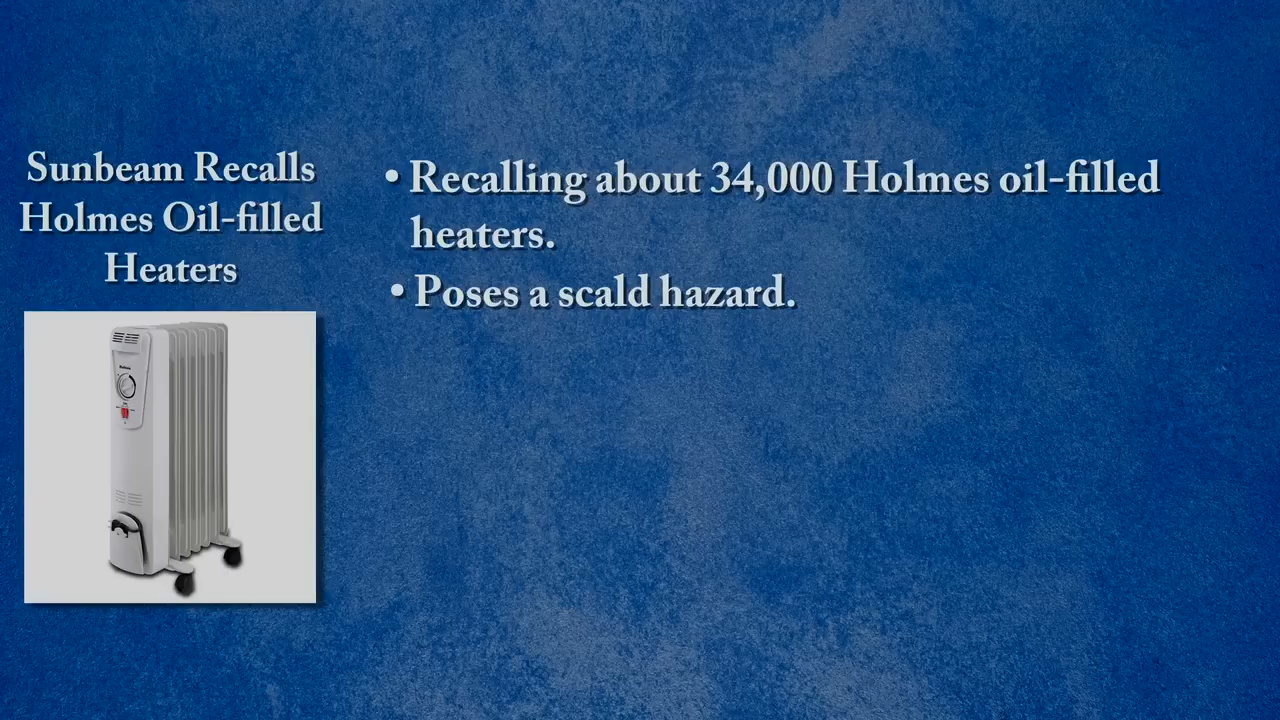 Sunbeam Recalls
Holmes Oil-filled
Heaters
• Recalling about 34,000 Holmes oil-filled
heaters.
• Poses a scald hazard.